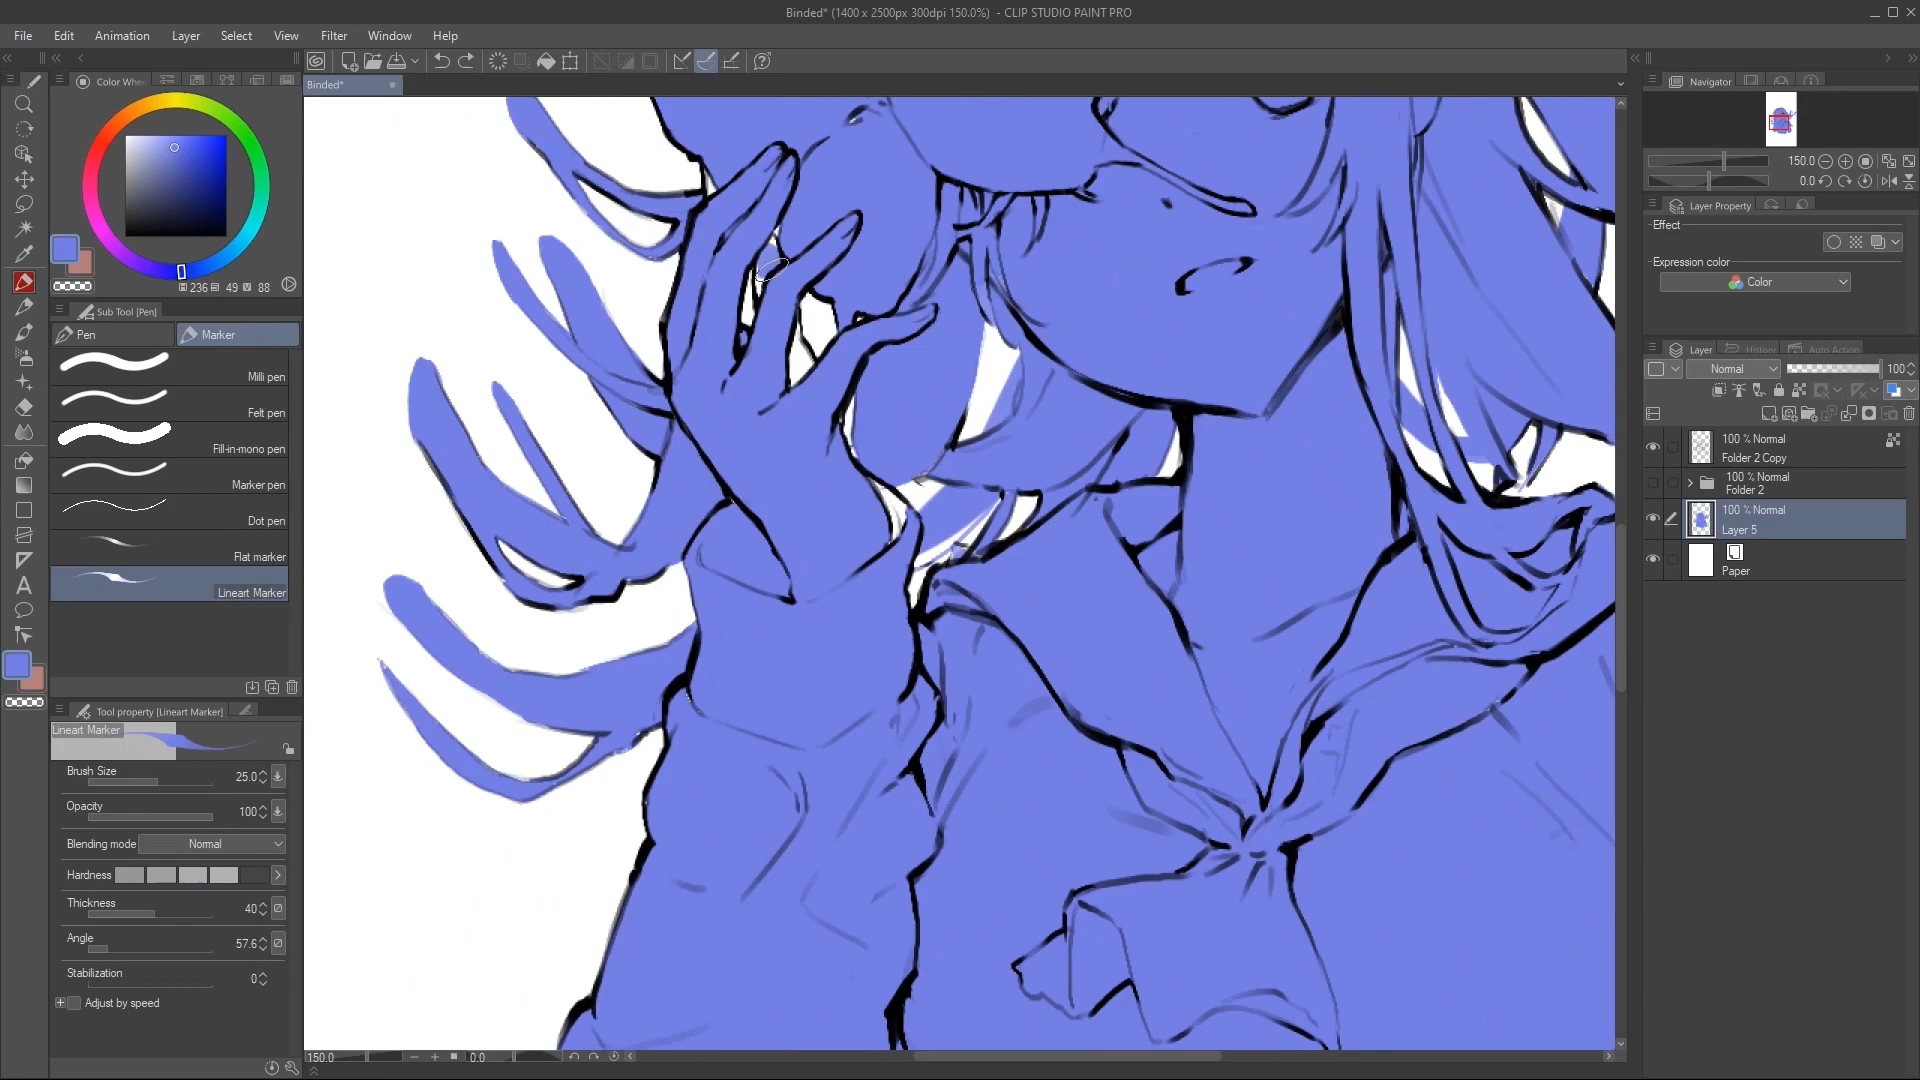 Binded* (1400 x 2500px 300dpi 150.0%)  - CLIP STUDIO PAINT PRO
File Edit Animation Layer Select View Filter Window Help
Color Whe
Binded*
Navigator
150.0
0.0
H 236 S 49 V 88
Layer Property
Effect
Expression color
Color
Sub Tool [Pen]
Pen
Marker
Milli pen
Felt pen
Fill-in-mono pen
Marker pen
Dot pen
Flat marker
Lineart Marker
Layer History Auto Action
Normal 100
100 % Normal
Folder 2 Copy
100 % Normal
Folder 2
100 % Normal
Layer 5
Paper
Tool property [Lineart Marker]
Lineart Marker
Brush Size 25.0
Opacity 100
Blending mode Normal
Hardness
Thickness 40
Angle 57.6
Stabilization 0
Adjust by speed
150.0 0.0